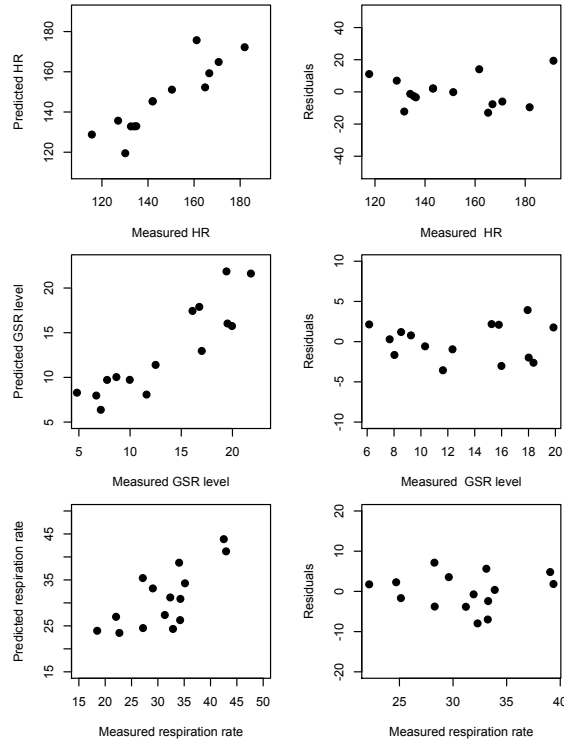 Predicted HR
180
160
140
120
120 140 160 180
Measured HR
Residuals
40
20
0
-20
-40
120 140 160 180
Measured HR
Predicted GSR level
20
15
10
5
5 10 15 20
Measured GSR level
Residuals
10
5
0
-5
-10
6 8 10 12 14 16 18 20
Measured GSR level
Predicted respiration rate
45
35
25
15
15 20 25 30 35 40 45 50
Measured respiration rate
Residuals
20
10
0
-10
-20
25 30 35 40
Measured respiration rate